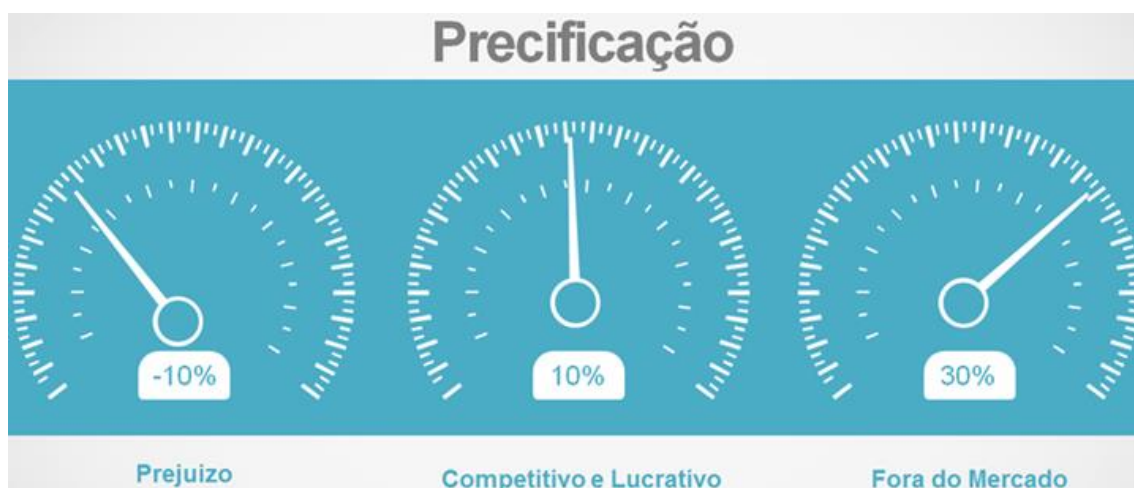 Precificação
-10%
10%
30%
Prejuizo
Competitivo e Lucrativo
Fora do Mercado